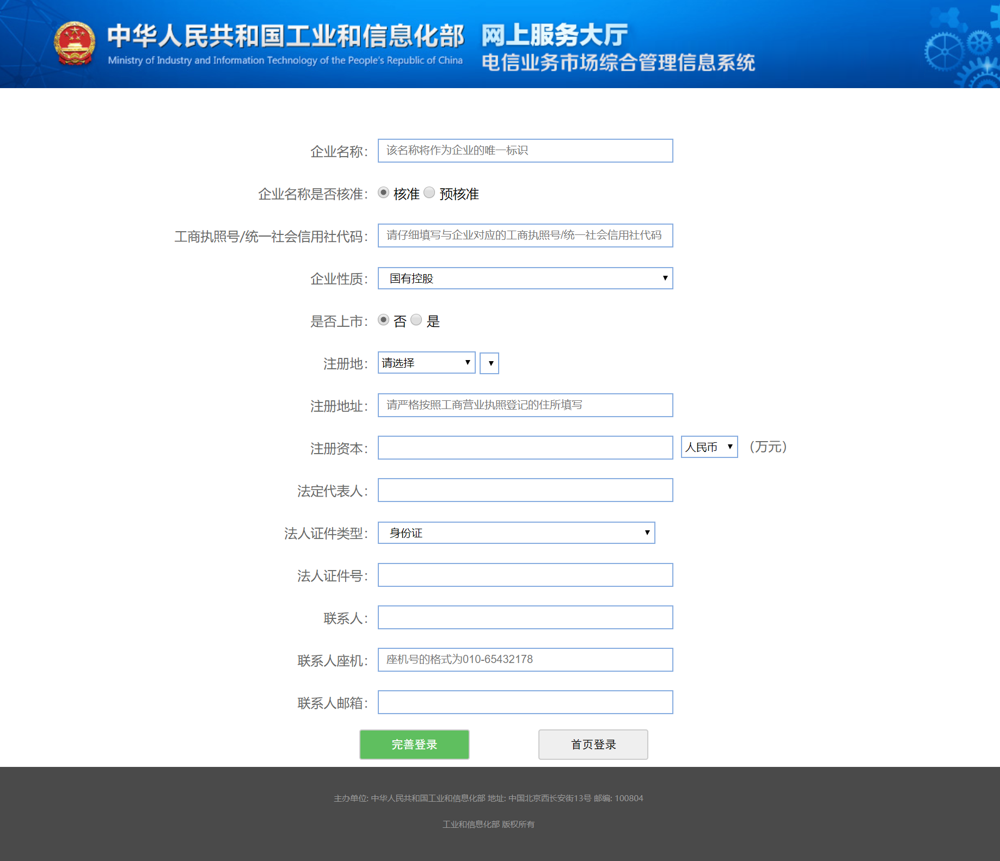 中华人民共和国工业和信息化部 网上服务大厅
Ministry of Industry and Information Technology of the People's Republic of China 电信业务市场综合管理信息系统
企业名称： 该名称将作为企业的唯一标识
企业名称是否核准： 核准 预核准
工商执照号/统一社会信用社代码： 请仔细填写与企业对应的工商执照号/统一社会信用社代码
企业性质： 国有控股
是否上市： 否 是
注册地： 请选择
注册地址： 请严格按照工商营业执照登记的住所填写
注册资本： 人民币 （万元）
法定代表人：
法人证件类型： 身份证
法人证件号：
联系人：
联系人座机： 座机号的格式为010-65432178
联系人邮箱：
完善登录 首页登录
主办单位: 中华人民共和国工业和信息化部 地址: 中国北京西长安街13号 邮编: 100804
工业和信息化部 版权所有